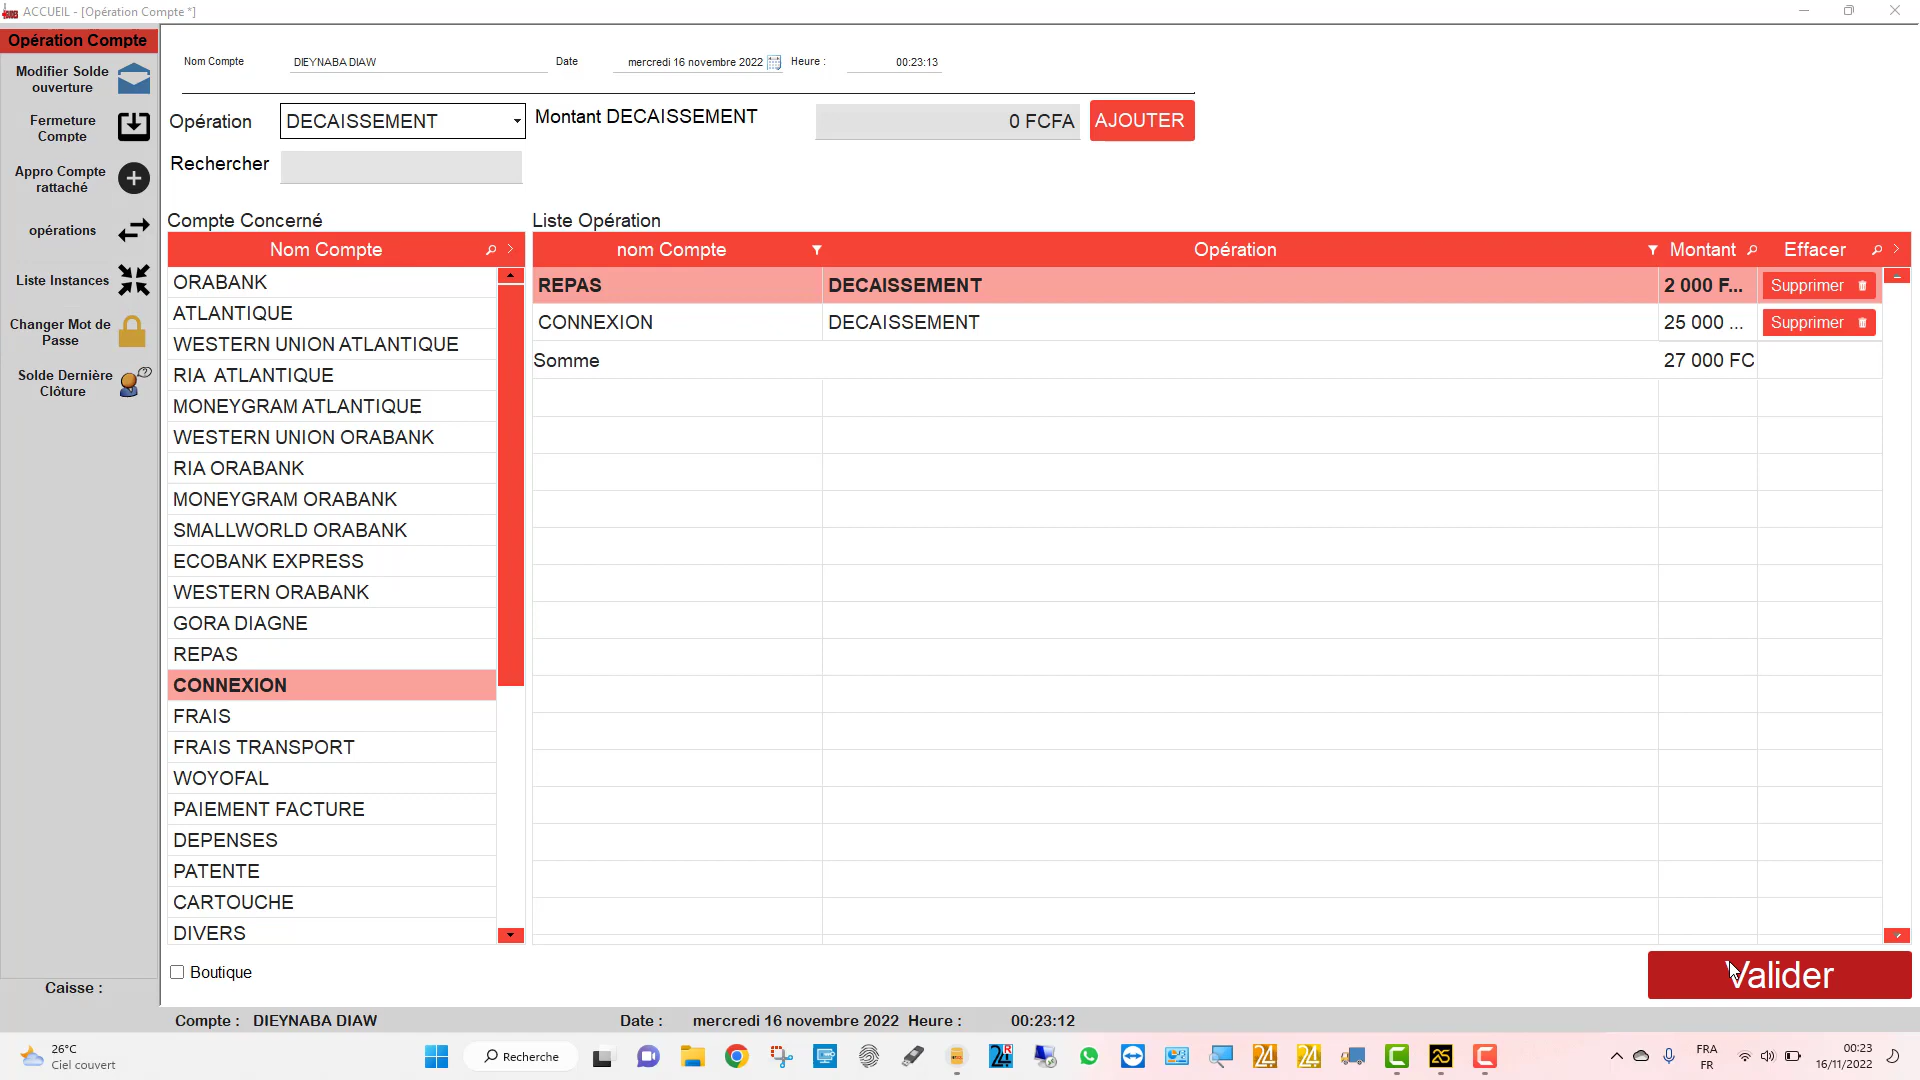 ACCUEIL - [Opération Compte *]
Opération Compte
Modifier Solde
ouverture
Fermeture
Compte
Appro Compte
rattaché
opérations
Liste Instances
Changer Mot de
Passe
Solde Dernière
Clôture
Caisse :
Nom Compte DIEYNABA DIAW Date mercredi 16 novembre 2022 Heure : 00:23:13
Opération DECAISSEMENT Montant DECAISSEMENT 0 FCFA AJOUTER
Rechercher
Compte Concerné
Nom Compte
ORABANK
ATLANTIQUE
WESTERN UNION ATLANTIQUE
RIA  ATLANTIQUE
MONEYGRAM ATLANTIQUE
WESTERN UNION ORABANK
RIA ORABANK
MONEYGRAM ORABANK
SMALLWORLD ORABANK
ECOBANK EXPRESS
WESTERN ORABANK
GORA DIAGNE
REPAS
CONNEXION
FRAIS
FRAIS TRANSPORT
WOYOFAL
PAIEMENT FACTURE
DEPENSES
PATENTE
CARTOUCHE
DIVERS
Liste Opération
nom Compte Opération Montant Effacer
REPAS DECAISSEMENT 2 000 F... Supprimer
CONNEXION DECAISSEMENT 25 000 ... Supprimer
Somme 27 000 FC
Boutique
Valider
Compte : DIEYNABA DIAW Date : mercredi 16 novembre 2022 Heure : 00:23:12
26°C
Ciel couvert
Recherche
FRA
FR
00:23
16/11/2022